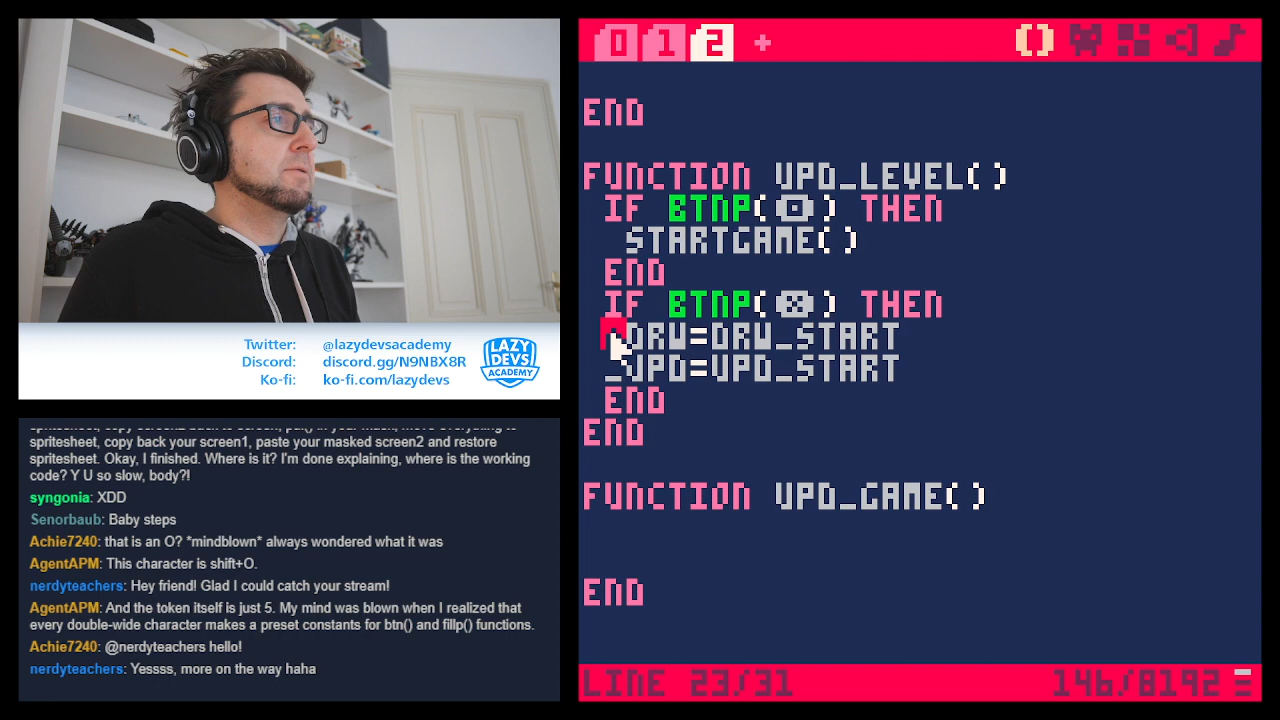 Twitter: @lazydevsacademy
Discord: discord.gg/N9NBX8R
Ko-fi: ko-fi.com/lazydevs
LAZY
DEVS
ACADEMY
spritesheet, copy back your screen1, paste your masked screen2 and restore
spritesheet. Okay, I finished. Where is it? I'm done explaining, where is the working
code? Y U so slow, body?!
syngonia: XDD
Senorbaub: Baby steps
Achie7240: that is an O? *mindblown* always wondered what it was
AgentAPM: This character is shift+O.
nerdyteachers: Hey friend! Glad I could catch your stream!
AgentAPM: And the token itself is just 5. My mind was blown when I realized that
every double-wide character makes a preset constants for btn() and fillp() functions.
Achie7240: @nerdyteachers hello!
nerdyteachers: Yessss, more on the way haha
0 1 2 +
END
FUNCTION UPD_LEVEL()
IF BTNP(🅾️) THEN
STARTGAME()
END
IF BTNP(❎) THEN
DRW=DRW_START
_UPD=UPD_START
END
END
FUNCTION UPD_GAME()
END
LINE 23/31
146/8192